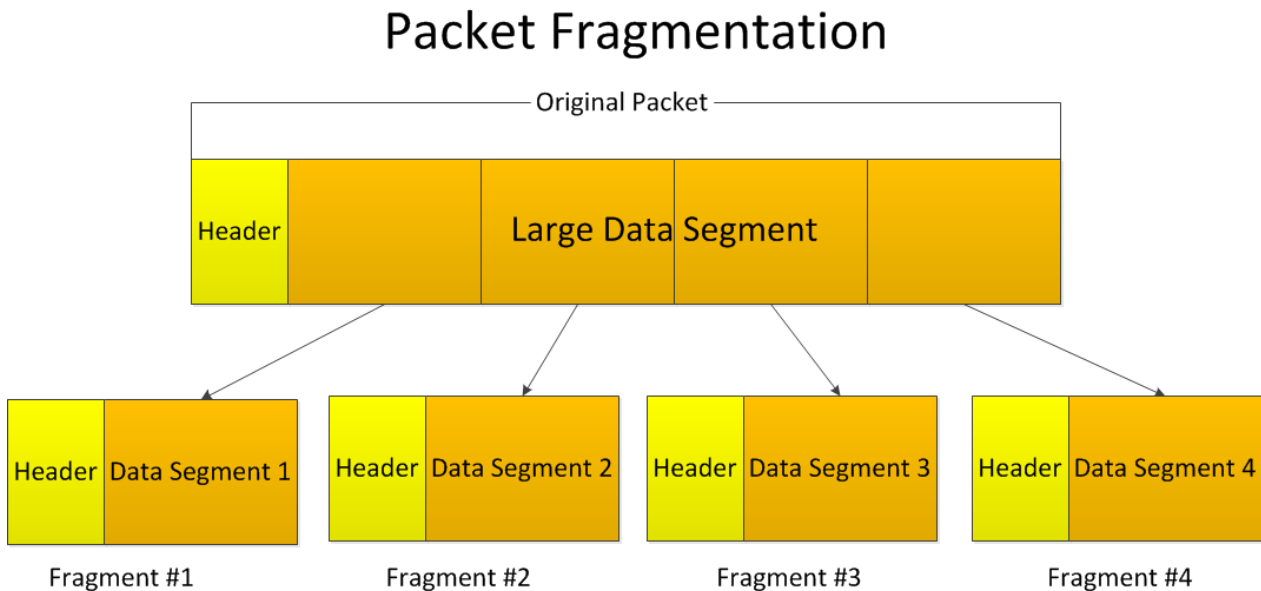 Packet Fragmentation
Original Packet
Header
Large Data Segment
Header
Data Segment 1
Header
Data Segment 2
Header
Data Segment 3
Header
Data Segment 4
Fragment #1
Fragment #2
Fragment #3
Fragment #4